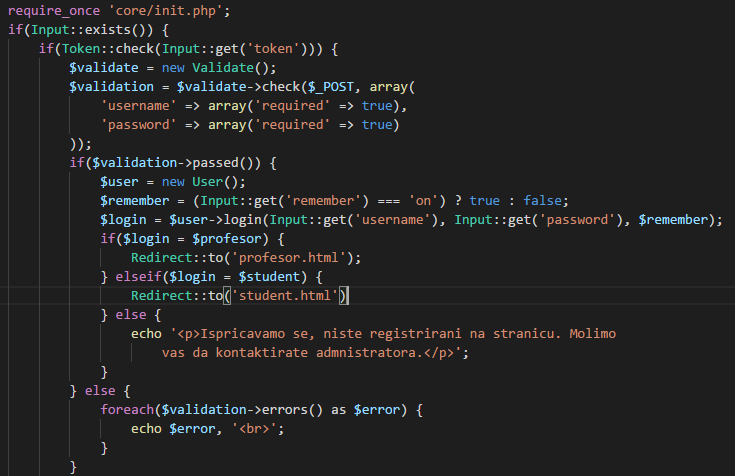 require_once 'core/init.php';
if(Input::exists()) {
if(Token::check(Input::get('token'))) {
$validate = new Validate();
$validation = $validate->check($_POST, array(
'username' => array('required' => true),
'password' => array('required' => true)
));
if($validation->passed()) {
$user = new User();
$remember = (Input::get('remember') === 'on') ? true : false;
$login = $user->login(Input::get('username'), Input::get('password'), $remember);
if($login = $profesor) {
Redirect::to('profesor.html');
} elseif($login = $student) {
Redirect::to('student.html')
} else {
echo '<p>Ispricavamo se, niste registrirani na stranicu. Molimo
vas da kontaktirate admnistratora.</p>';
}
} else {
foreach($validation->errors() as $error) {
echo $error, '<br>';
}
}